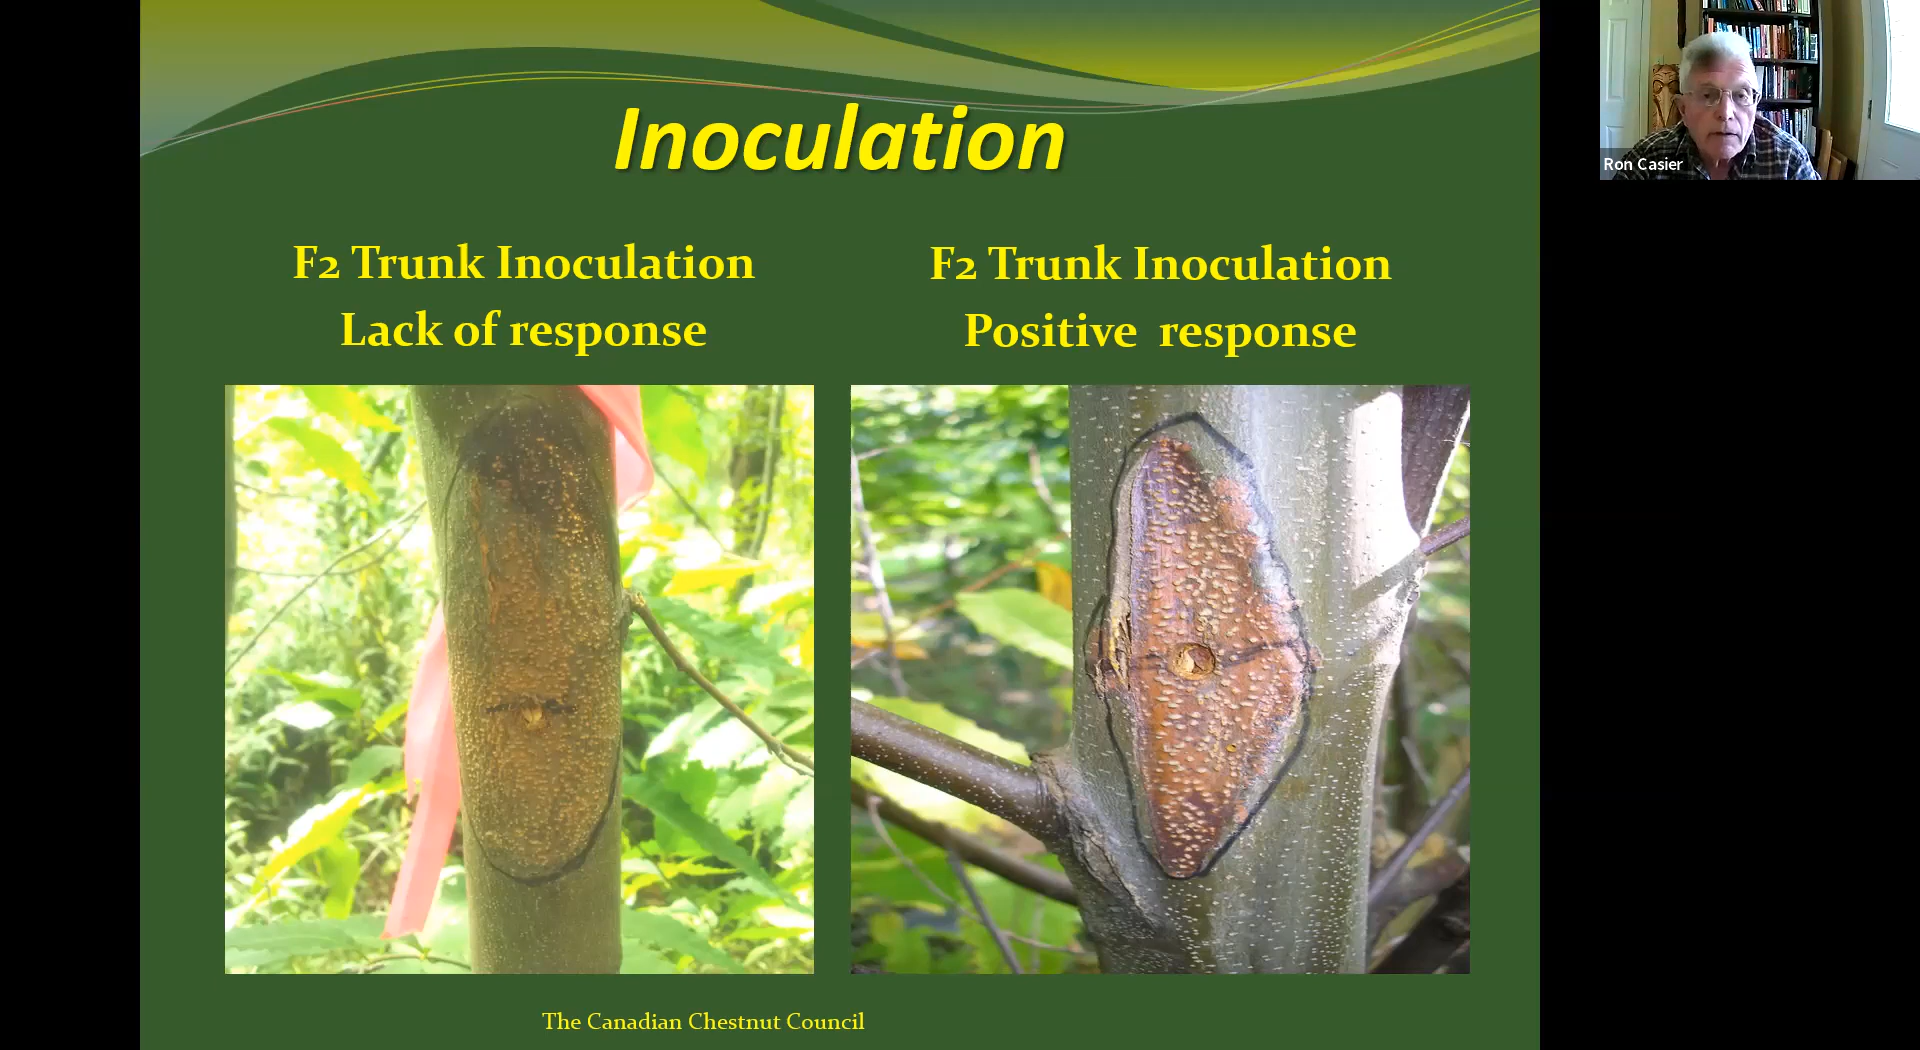 Inoculation
F2 Trunk Inoculation
Lack of response
F2 Trunk Inoculation
Positive response
The Canadian Chestnut Council
Ron Casier